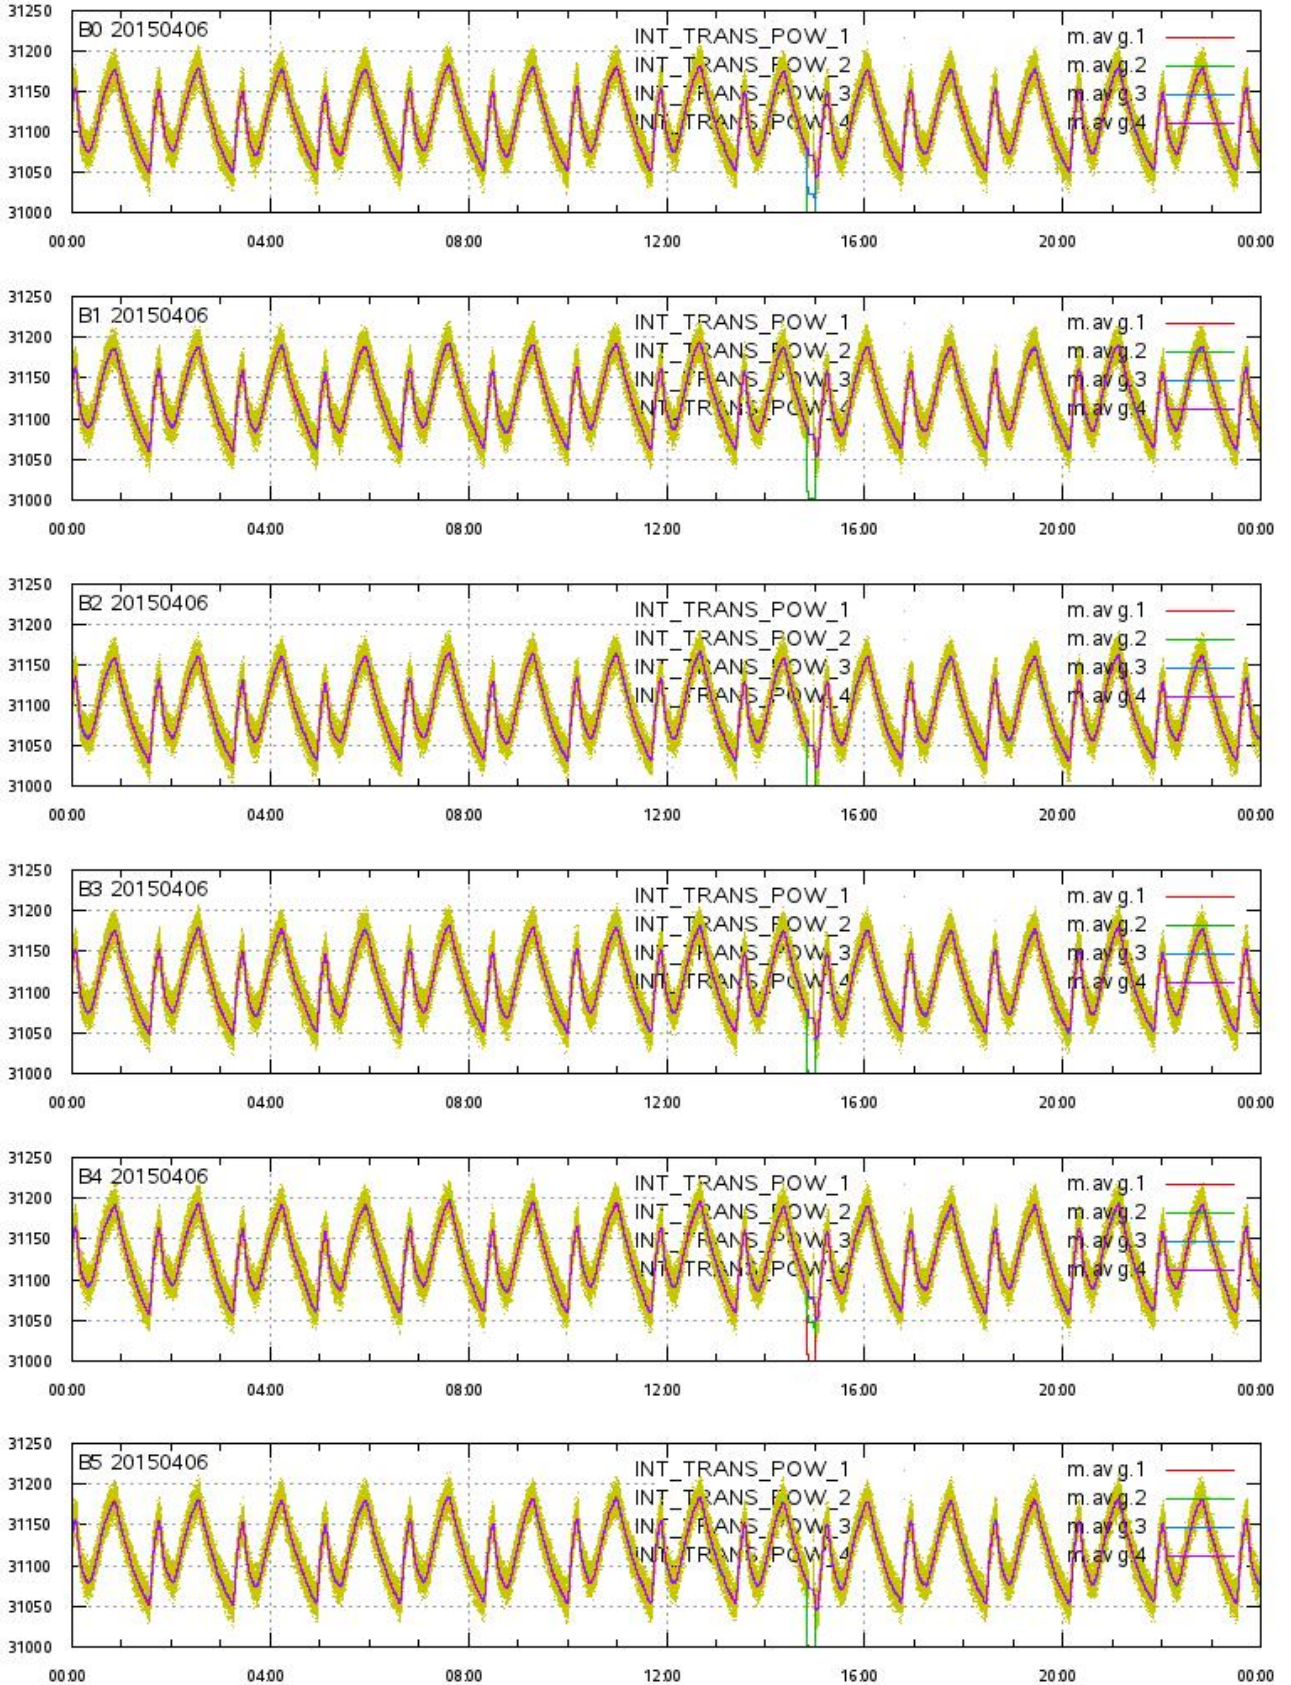 31250
B0 20150406 INT_TRANS_POW_1 m.avg.1
31200
INT_TRANS_POW_2 m.avg.2
31150
INT_TRANS_POW_3 m.avg.3
INT_TRANS_POW_4 m.avg.4
31100
31050
31000
00:00 04:00 08:00 12:00 16:00 20:00 00:00
31250
B1 20150406 INT_TRANS_POW_1 m.avg.1
31200
INT_TRANS_POW_2 m.avg.2
31150
INT_TRANS_POW_3 m.avg.3
INT_TRANS_POW_4 m.avg.4
31100
31050
31000
00:00 04:00 08:00 12:00 16:00 20:00 00:00
31250
B2 20150406 INT_TRANS_POW_1 m.avg.1
31200
INT_TRANS_POW_2 m.avg.2
31150
INT_TRANS_POW_3 m.avg.3
INT_TRANS_POW_4 m.avg.4
31100
31050
31000
00:00 04:00 08:00 12:00 16:00 20:00 00:00
31250
B3 20150406 INT_TRANS_POW_1 m.avg.1
31200
INT_TRANS_POW_2 m.avg.2
31150
INT_TRANS_POW_3 m.avg.3
INT_TRANS_POW_4 m.avg.4
31100
31050
31000
00:00 04:00 08:00 12:00 16:00 20:00 00:00
31250
B4 20150406 INT_TRANS_POW_1 m.avg.1
31200
INT_TRANS_POW_2 m.avg.2
31150
INT_TRANS_POW_3 m.avg.3
INT_TRANS_POW_4 m.avg.4
31100
31050
31000
00:00 04:00 08:00 12:00 16:00 20:00 00:00
31250
B5 20150406 INT_TRANS_POW_1 m.avg.1
31200
INT_TRANS_POW_2 m.avg.2
31150
INT_TRANS_POW_3 m.avg.3
INT_TRANS_POW_4 m.avg.4
31100
31050
31000
00:00 04:00 08:00 12:00 16:00 20:00 00:00